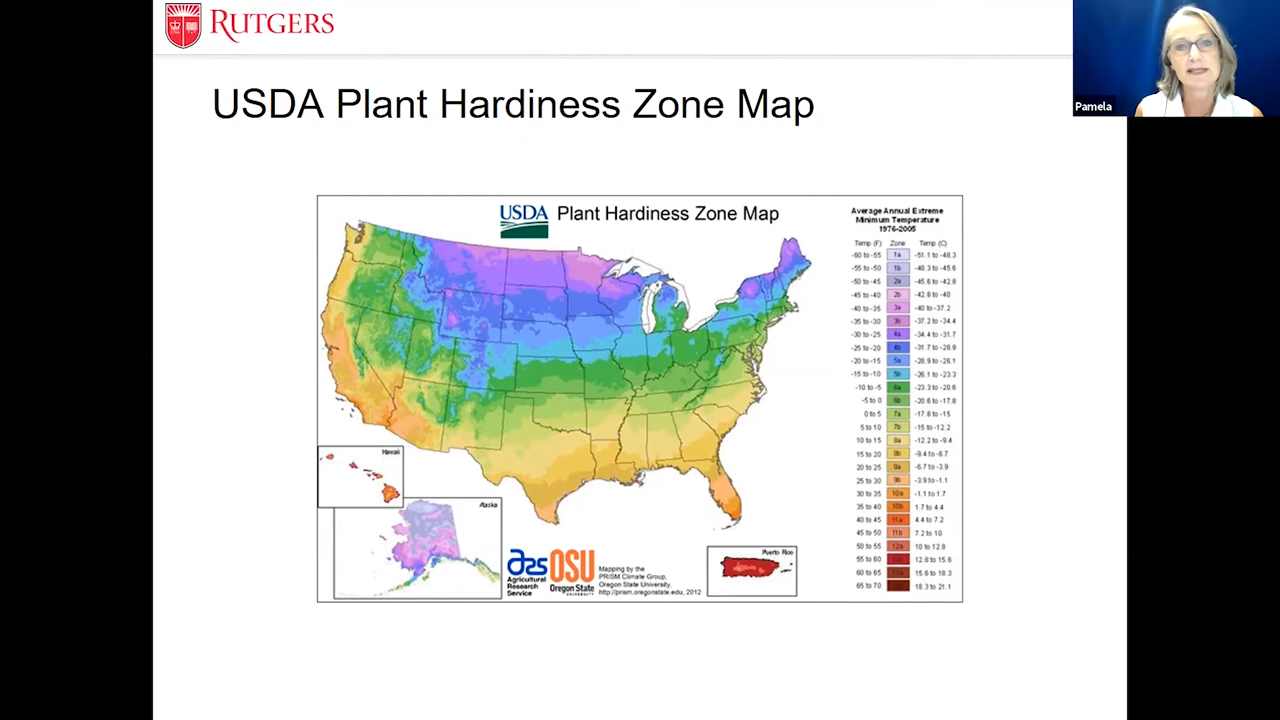 RUTGERS
Pamela
USDA Plant Hardiness Zone Map
USDA Plant Hardiness Zone Map
Average Annual Extreme
Minimum Temperature
1976-2005
Temp (F) Zone Temp (C)
-60 to -55 1a -51.1 to -48.3
-55 to -50 1b -48.3 to -45.6
-50 to -45 2a -45.6 to -42.8
-45 to -40 2b -42.8 to -40
-40 to -35 3a -40 to -37.2
-35 to -30 3b -37.2 to -34.4
-30 to -25 4a -34.4 to -31.7
-25 to -20 4b -31.7 to -28.9
-20 to -15 5a -28.9 to -26.1
-15 to -10 5b -26.1 to -23.3
-10 to -5 6a -23.3 to -20.6
-5 to 0 6b -20.6 to -17.8
0 to 5 7a -17.8 to -15
5 to 10 7b -15 to -12.2
10 to 15 8a -12.2 to -9.4
15 to 20 8b -9.4 to -6.7
20 to 25 9a -6.7 to -3.9
25 to 30 9b -3.9 to -1.1
30 to 35 10a -1.1 to 1.7
35 to 40 10b 1.7 to 4.4
40 to 45 11a 4.4 to 7.2
45 to 50 11b 7.2 to 10
50 to 55 12a 10 to 12.8
55 to 60 12.8 to 15.6
60 to 65 15.6 to 18.3
65 to 70 18.3 to 21.1
Hawaii
Alaska
Puerto Rico
ars
Agricultural
Research
Service
OSU
Oregon State
UNIVERSITY
Mapping by the
PRISM Climate Group,
Oregon State University,
http://prism.oregonstate.edu, 2012